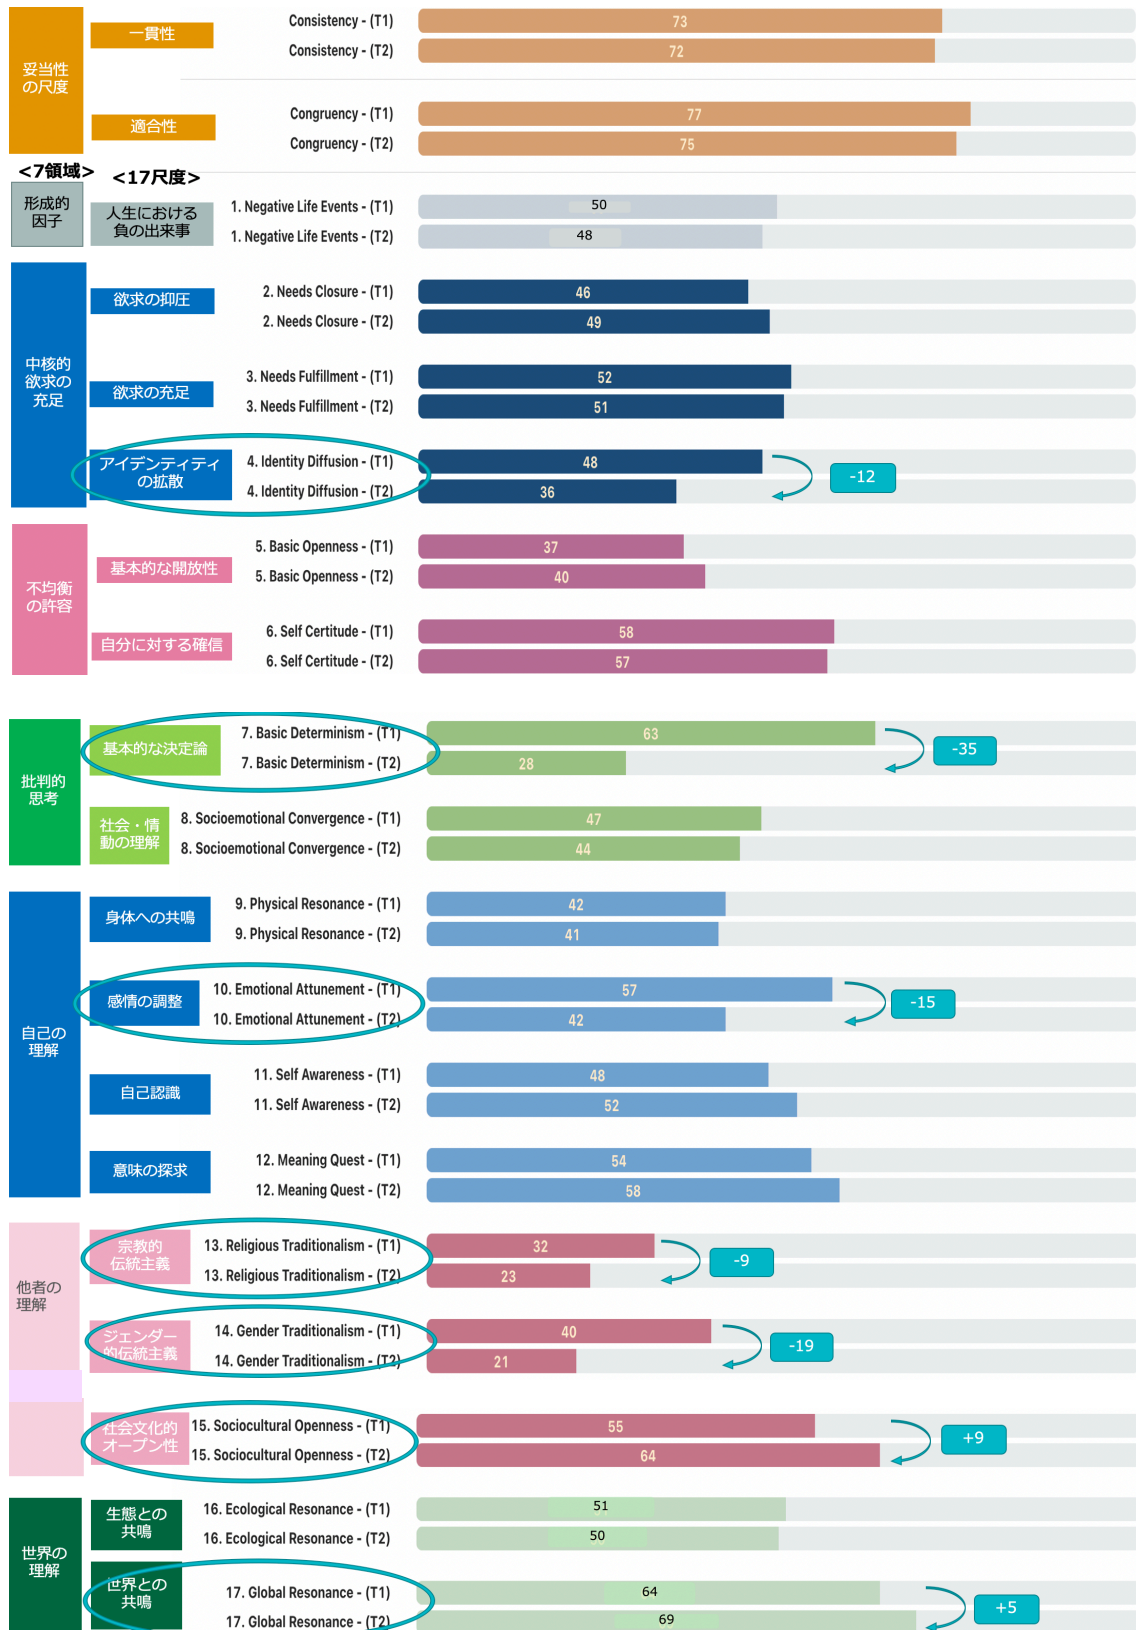 妥当性
の尺度
一貫性
Consistency - (T1)
73
Consistency - (T2)
72
適合性
Congruency - (T1)
77
Congruency - (T2)
75
<7領域>
<17尺度>
形成的
因子
人生における
負の出来事
1. Negative Life Events - (T1)
50
1. Negative Life Events - (T2)
48
中核的
欲求の
充足
欲求の抑圧
2. Needs Closure - (T1)
46
2. Needs Closure - (T2)
49
欲求の充足
3. Needs Fulfillment - (T1)
52
3. Needs Fulfillment - (T2)
51
アイデンティティ
の拡散
4. Identity Diffusion - (T1)
48
4. Identity Diffusion - (T2)
36
-12
不均衡
の許容
基本的な開放性
5. Basic Openness - (T1)
37
5. Basic Openness - (T2)
40
自分に対する確信
6. Self Certitude - (T1)
58
6. Self Certitude - (T2)
57
批判的
思考
基本的な決定論
7. Basic Determinism - (T1)
63
7. Basic Determinism - (T2)
28
-35
社会・情
動の理解
8. Socioemotional Convergence - (T1)
47
8. Socioemotional Convergence - (T2)
44
自己の
理解
身体への共鳴
9. Physical Resonance - (T1)
42
9. Physical Resonance - (T2)
41
感情の調整
10. Emotional Attunement - (T1)
57
10. Emotional Attunement - (T2)
42
-15
自己認識
11. Self Awareness - (T1)
48
11. Self Awareness - (T2)
52
意味の探求
12. Meaning Quest - (T1)
54
12. Meaning Quest - (T2)
58
他者の
理解
宗教的
伝統主義
13. Religious Traditionalism - (T1)
32
13. Religious Traditionalism - (T2)
23
-9
ジェンダー
的伝統主義
14. Gender Traditionalism - (T1)
40
14. Gender Traditionalism - (T2)
21
-19
社会文化的
オープン性
15. Sociocultural Openness - (T1)
55
15. Sociocultural Openness - (T2)
64
+9
世界の
理解
生態との
共鳴
16. Ecological Resonance - (T1)
51
16. Ecological Resonance - (T2)
50
世界との
共鳴
17. Global Resonance - (T1)
64
17. Global Resonance - (T2)
69
+5